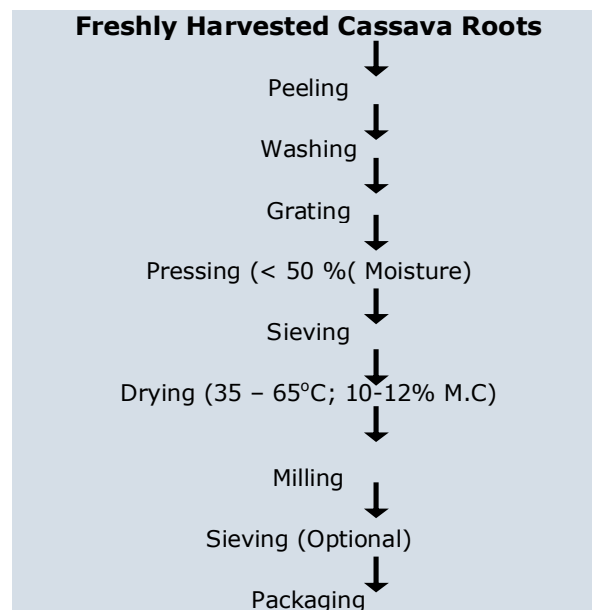 Freshly Harvested Cassava Roots
Peeling
Washing
Grating
Pressing (< 50 %( Moisture)
Sieving
Drying (35 – 65°C; 10-12% M.C)
Milling
Sieving (Optional)
Packaging